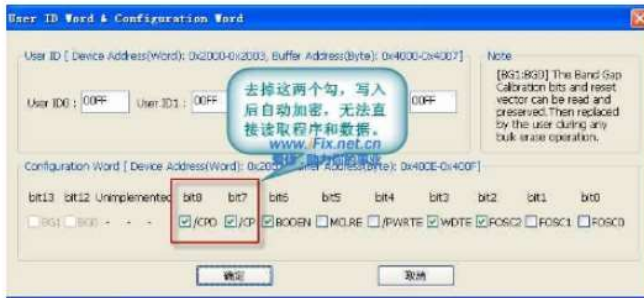 User ID Word & Configuration Word
User ID [ Device Address(Word): 0x2000-0x2003, Buffer Address(Byte): 0x4000-0x4007]
Note
[BG1:BG0] The Band Gap
Calibration bits and reset
vector can be read and
preserved.Then replaced
by the user during any
bulk erase operation.
User ID0 : 00FF User ID1 : 00FF 00FF
去掉这两个勾，写入
后自动加密，无法直
接读取程序和数据。
www.iFix.net.cn
Configuration Word [ Device Address(Word): 0x200 Address(Byte): 0x400E-0x400F]
bit13 bit12 Unimplemented bit8 bit7 bit6 bit5 bit4 bit3 bit2 bit1 bit0
BG1 BG0 - - - /CPD /CP BODEN MCLRE /PWRTE WDTE FOSC2 FOSC1 FOSC0
确定 取消